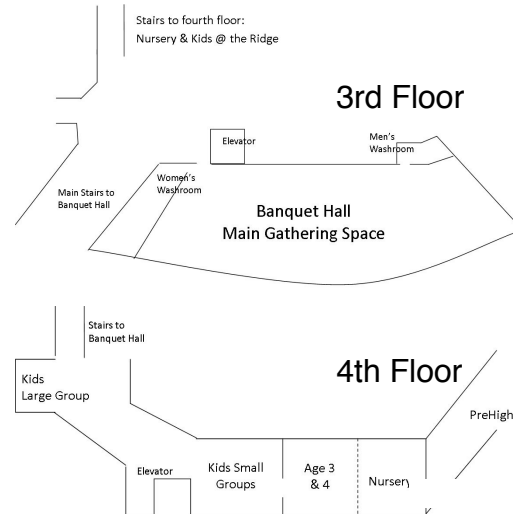 Stairs to fourth floor:
Nursery & Kids @ the Ridge
3rd Floor
Elevator
Men's
Washroom
Women's
Washroom
Main Stairs to
Banquet Hall
Banquet Hall
Main Gathering Space
Stairs to
Banquet Hall
4th Floor
Kids
Large Group
PreHigh
Elevator
Kids Small
Groups
Age 3
& 4
Nursery